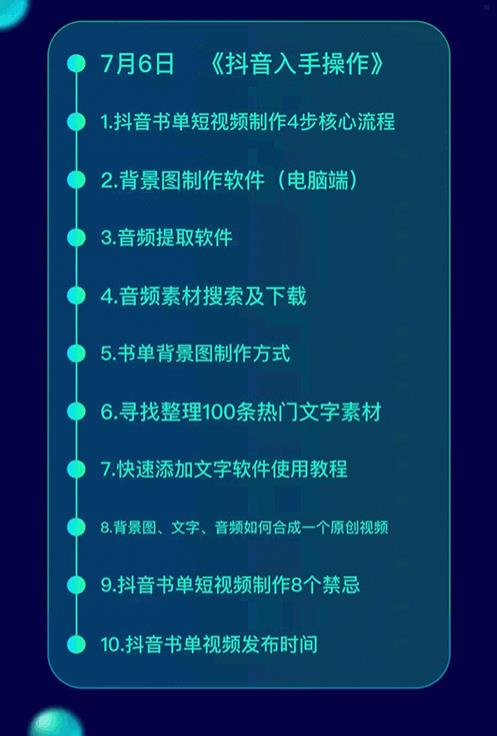 7月6日 《抖音入手操作》
1.抖音书单短视频制作4步核心流程
2.背景图制作软件（电脑端）
3.音频提取软件
4.音频素材搜索及下载
5.书单背景图制作方式
6.寻找整理100条热门文字素材
7.快速添加文字软件使用教程
8.背景图、文字、音频如何合成一个原创视频
9.抖音书单短视频制作8个禁忌
10.抖音书单视频发布时间